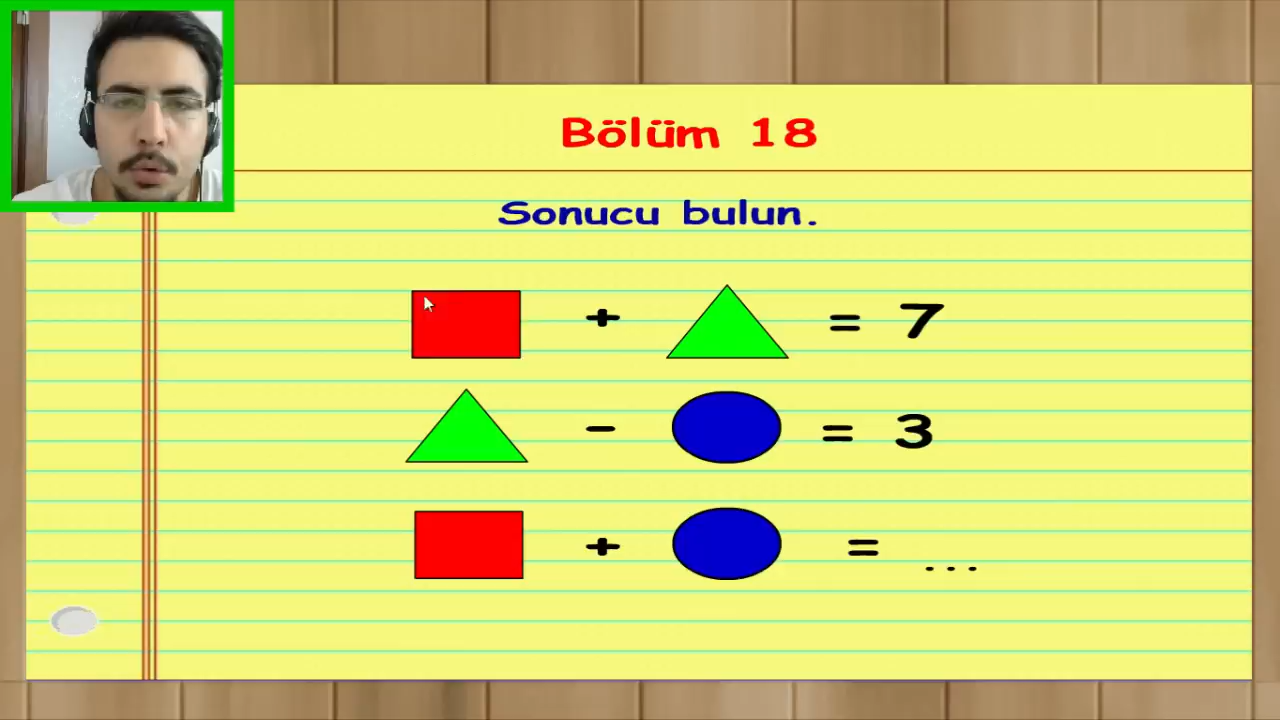 Bölüm 18
Sonucu bulun.
+ = 7
- = 3
+ = ...